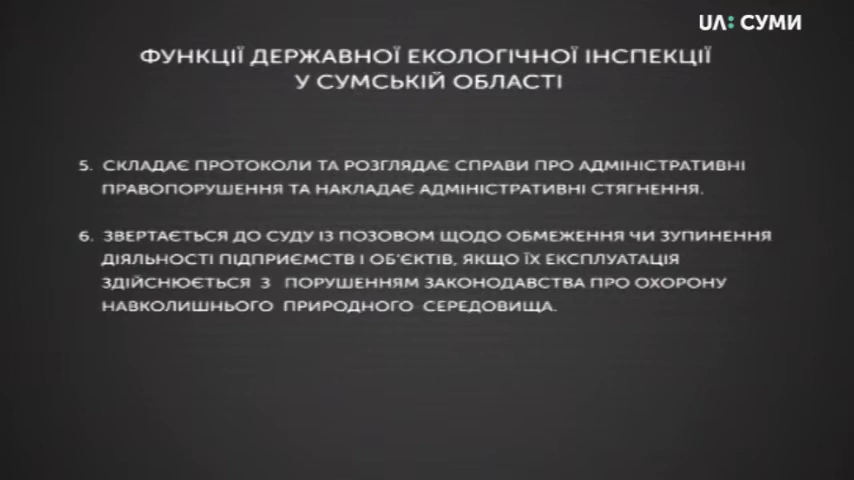 UA: СУМИ
ФУНКЦІЇ ДЕРЖАВНОЇ ЕКОЛОГІЧНОЇ ІНСПЕКЦІЇ
У СУМСЬКІЙ ОБЛАСТІ
5. СКЛАДАЄ ПРОТОКОЛИ ТА РОЗГЛЯДАЄ СПРАВИ ПРО АДМІНІСТРАТИВНІ
ПРАВОПОРУШЕННЯ ТА НАКЛАДАЄ АДМІНІСТРАТИВНІ СТЯГНЕННЯ.
6. ЗВЕРТАЄТЬСЯ ДО СУДУ ІЗ ПОЗОВОМ ЩОДО ОБМЕЖЕННЯ ЧИ ЗУПИНЕННЯ
ДІЯЛЬНОСТІ ПІДПРИЄМСТВ І ОБ'ЄКТІВ, ЯКЩО ЇХ ЕКСПЛУАТАЦІЯ
ЗДІЙСНЮЄТЬСЯ З ПОРУШЕННЯМ ЗАКОНОДАВСТВА ПРО ОХОРОНУ
НАВКОЛИШНЬОГО ПРИРОДНОГО СЕРЕДОВИЩА.